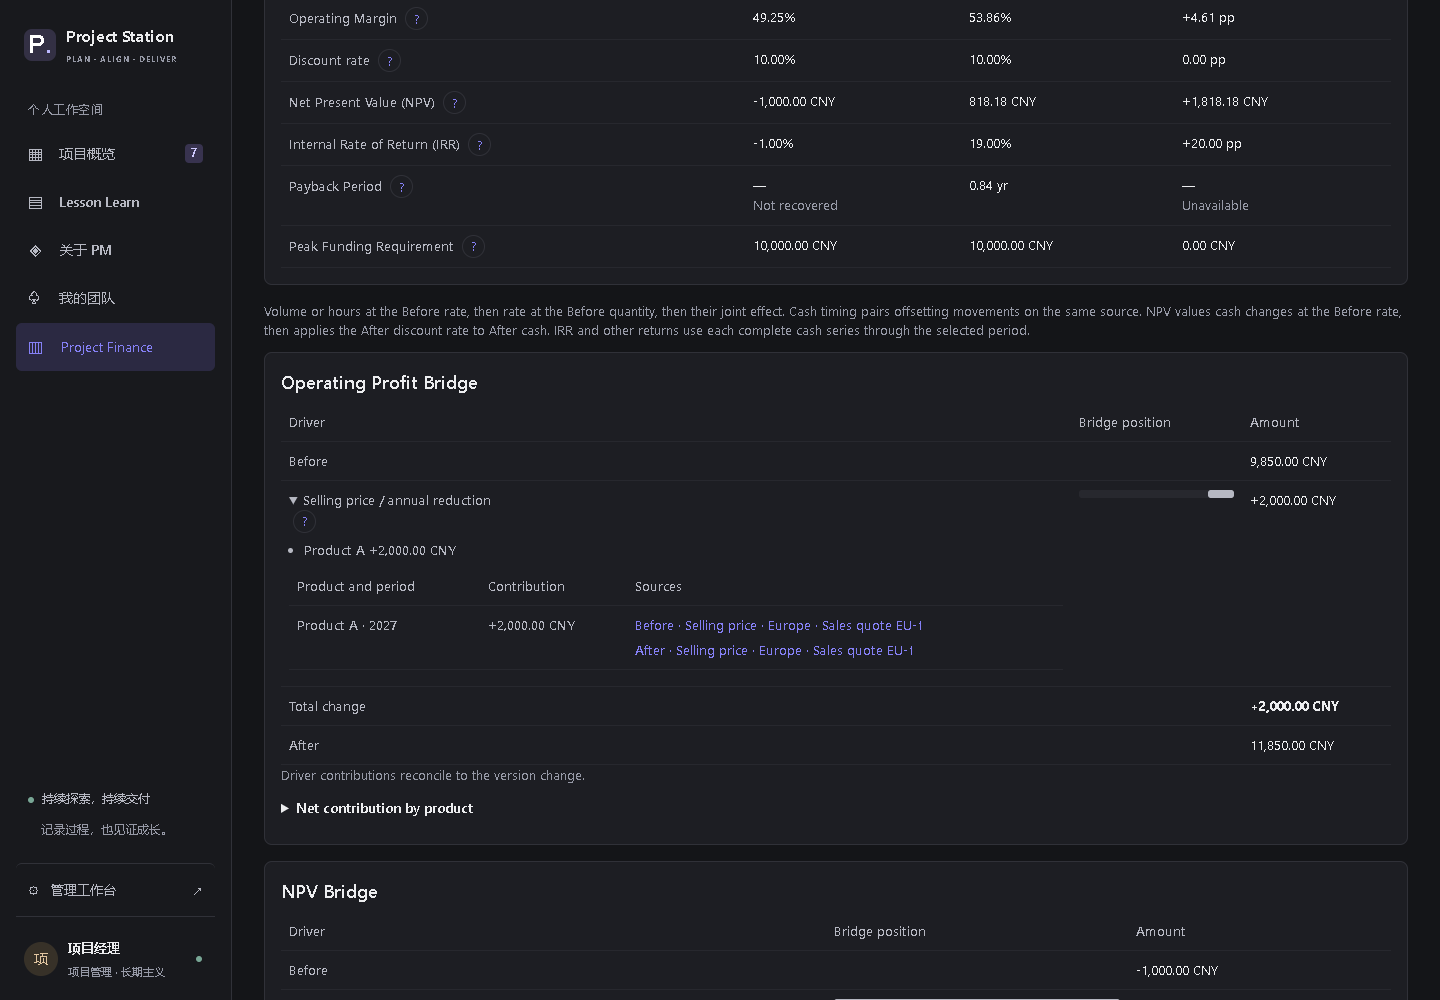 P.
Project Station
PLAN · ALIGN · DELIVER
个人工作空间
项目概览 7
Lesson Learn
关于 PM
我的团队
Project Finance
持续探索，持续交付
记录过程，也见证成长。
管理工作台 ↗
项
项目经理
项目管理 · 长期主义
Operating Margin ? 49.25% 53.86% +4.61 pp
Discount rate ? 10.00% 10.00% 0.00 pp
Net Present Value (NPV) ? -1,000.00 CNY 818.18 CNY +1,818.18 CNY
Internal Rate of Return (IRR) ? -1.00% 19.00% +20.00 pp
Payback Period ? — 0.84 yr —
Not recovered Unavailable
Peak Funding Requirement ? 10,000.00 CNY 10,000.00 CNY 0.00 CNY
Volume or hours at the Before rate, then rate at the Before quantity, then their joint effect. Cash timing pairs offsetting movements on the same source. NPV values cash changes at the Before rate,
then applies the After discount rate to After cash. IRR and other returns use each complete cash series through the selected period.
Operating Profit Bridge
Driver Bridge position Amount
Before 9,850.00 CNY
▼ Selling price / annual reduction +2,000.00 CNY
?
• Product A +2,000.00 CNY
Product and period Contribution Sources
Product A · 2027 +2,000.00 CNY Before · Selling price · Europe · Sales quote EU-1
After · Selling price · Europe · Sales quote EU-1
Total change +2,000.00 CNY
After 11,850.00 CNY
Driver contributions reconcile to the version change.
▶ Net contribution by product
NPV Bridge
Driver Bridge position Amount
Before -1,000.00 CNY